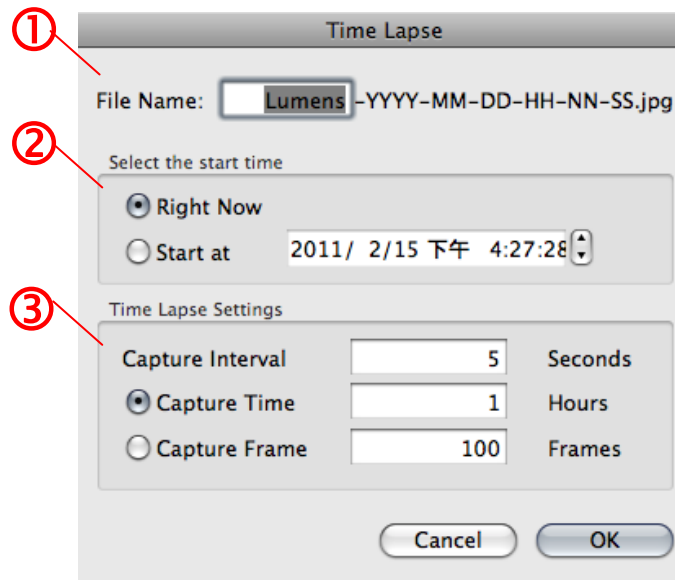 ①
Time Lapse
File Name: Lumens -YYYY-MM-DD-HH-NN-SS.jpg
②
Select the start time
Right Now
Start at 2011/ 2/15 下午 4:27:28
③
Time Lapse Settings
Capture Interval 5 Seconds
Capture Time 1 Hours
Capture Frame 100 Frames
Cancel OK